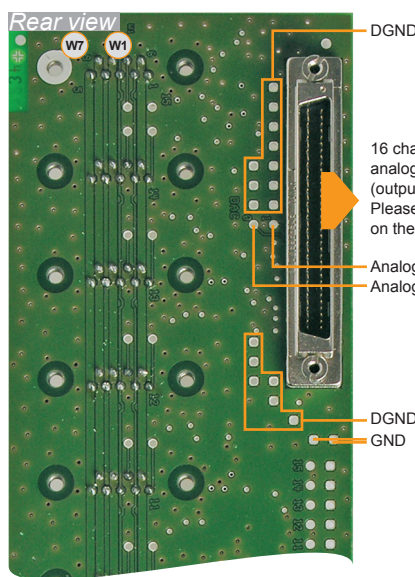 Rear view
W7 W1
DGND
16 cha
analog
(outpu
Please
on the
Analog
Analog
DGND
GND